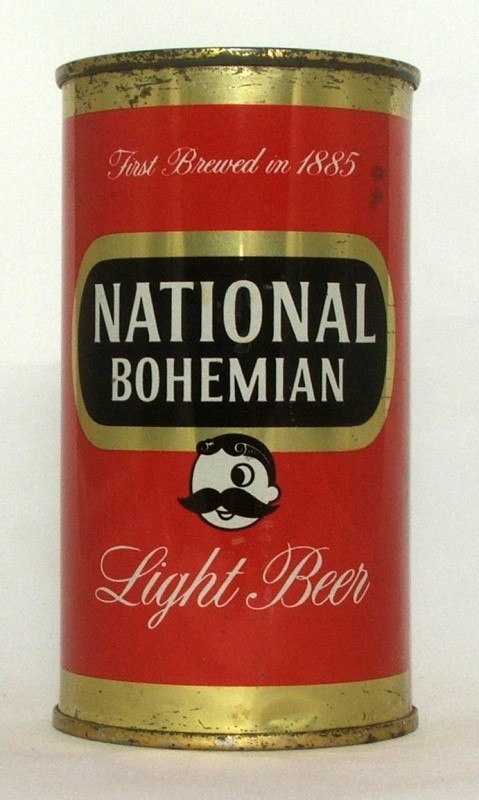 First Brewed in 1885
NATIONAL
BOHEMIAN
Light Beer